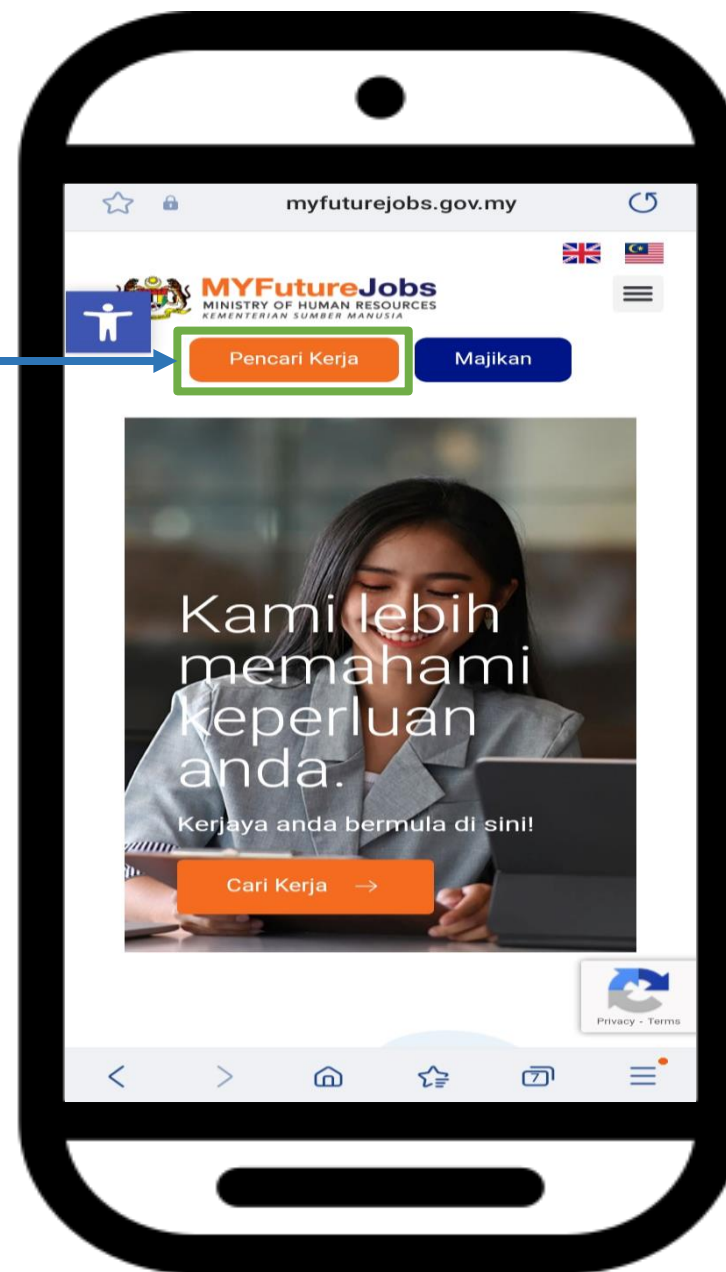 myfuturejobs.gov.my
MYFutureJobs
MINISTRY OF HUMAN RESOURCES
KEMENTERIAN SUMBER MANUSIA
Pencari Kerja
Majikan
Kami lebih
memahami
keperluan
anda.
Kerjaya anda bermula di sini!
Cari Kerja →
Privacy - Terms
7